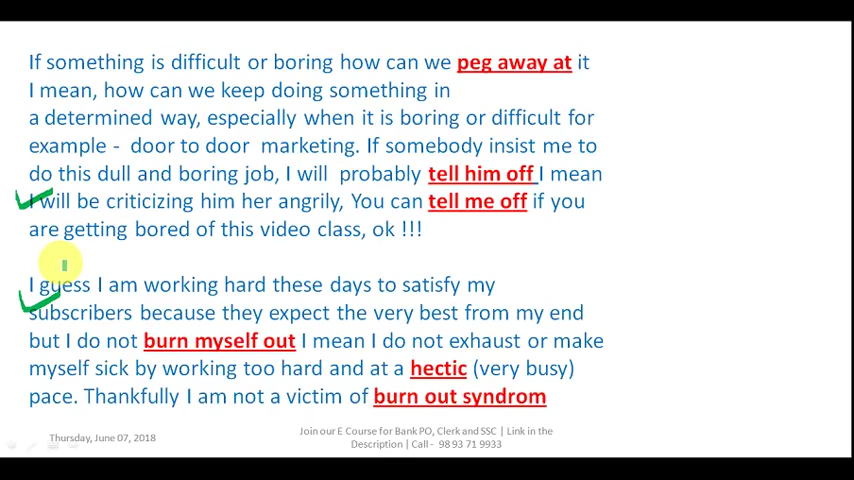 If something is difficult or boring how can we peg away at it
I mean, how can we keep doing something in
a determined way, especially when it is boring or difficult for
example - door to door marketing. If somebody insist me to
do this dull and boring job, I will probably tell him off I mean
I will be criticizing him her angrily, You can tell me off if you
are getting bored of this video class, ok !!!
I guess I am working hard these days to satisfy my
subscribers because they expect the very best from my end
but I do not burn myself out I mean I do not exhaust or make
myself sick by working too hard and at a hectic (very busy)
pace. Thankfully I am not a victim of burn out syndrom
Thursday, June 07, 2018
Join our E Course for Bank PO, Clerk and SSC | Link in the
Description | Call - 98 93 71 9933